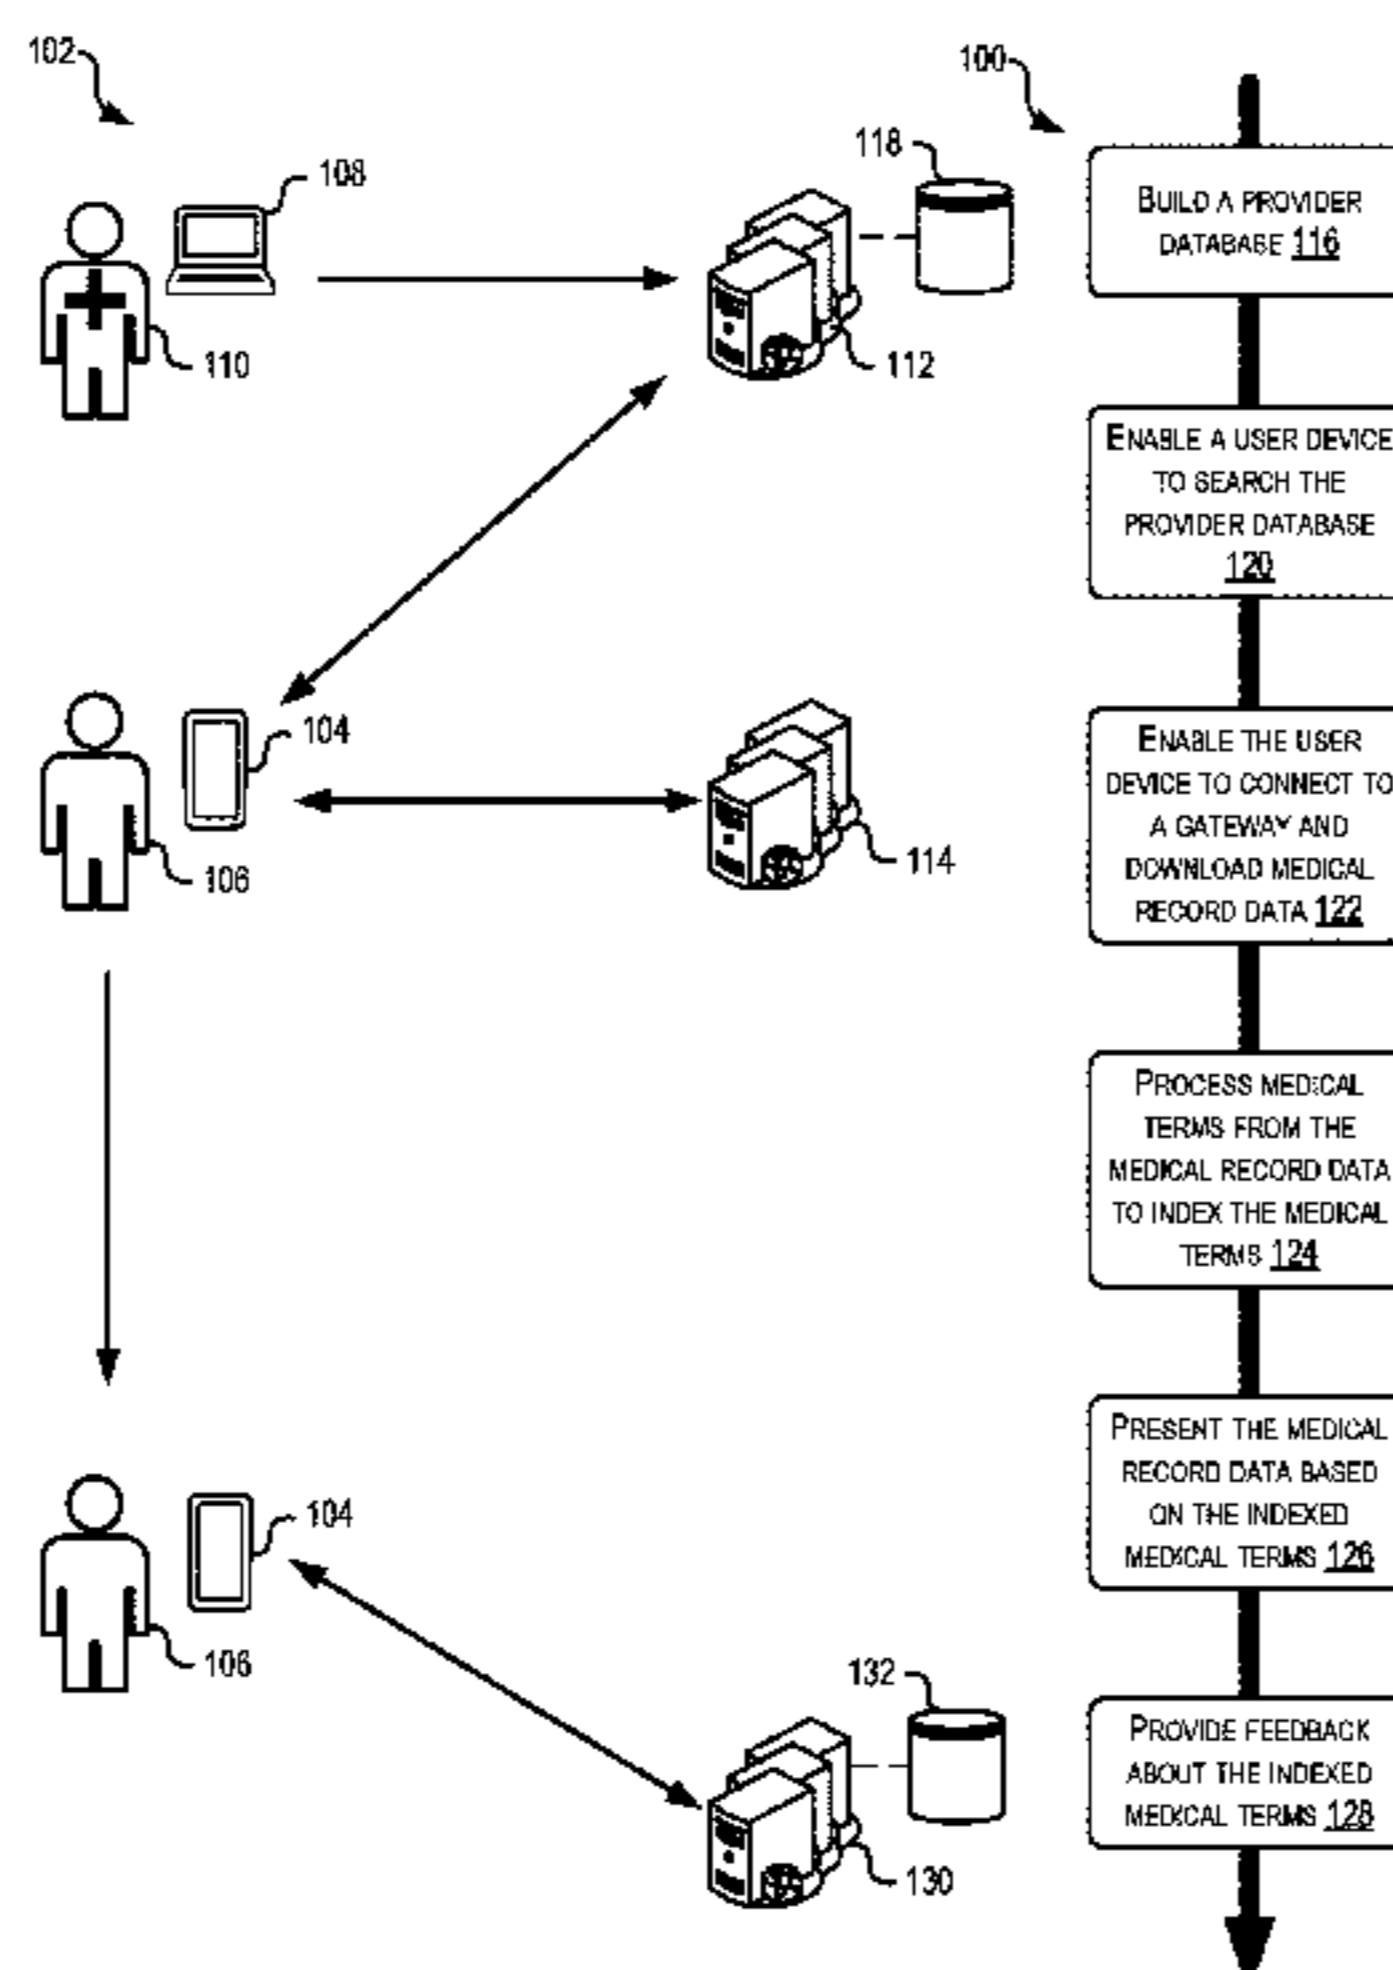 102
100
118
108
BUILD A PROVIDER
DATABASE 116
110
112
ENABLE A USER DEVICE
TO SEARCH THE
PROVIDER DATABASE
120
104
114
106
ENABLE THE USER
DEVICE TO CONNECT TO
A GATEWAY AND
DOWNLOAD MEDICAL
RECORD DATA 122
PROCESS MEDICAL
TERMS FROM THE
MEDICAL RECORD DATA
TO INDEX THE MEDICAL
TERMS 124
104
106
PRESENT THE MEDICAL
RECORD DATA BASED
ON THE INDEXED
MEDICAL TERMS 126
132
130
PROVIDE FEEDBACK
ABOUT THE INDEXED
MEDICAL TERMS 128